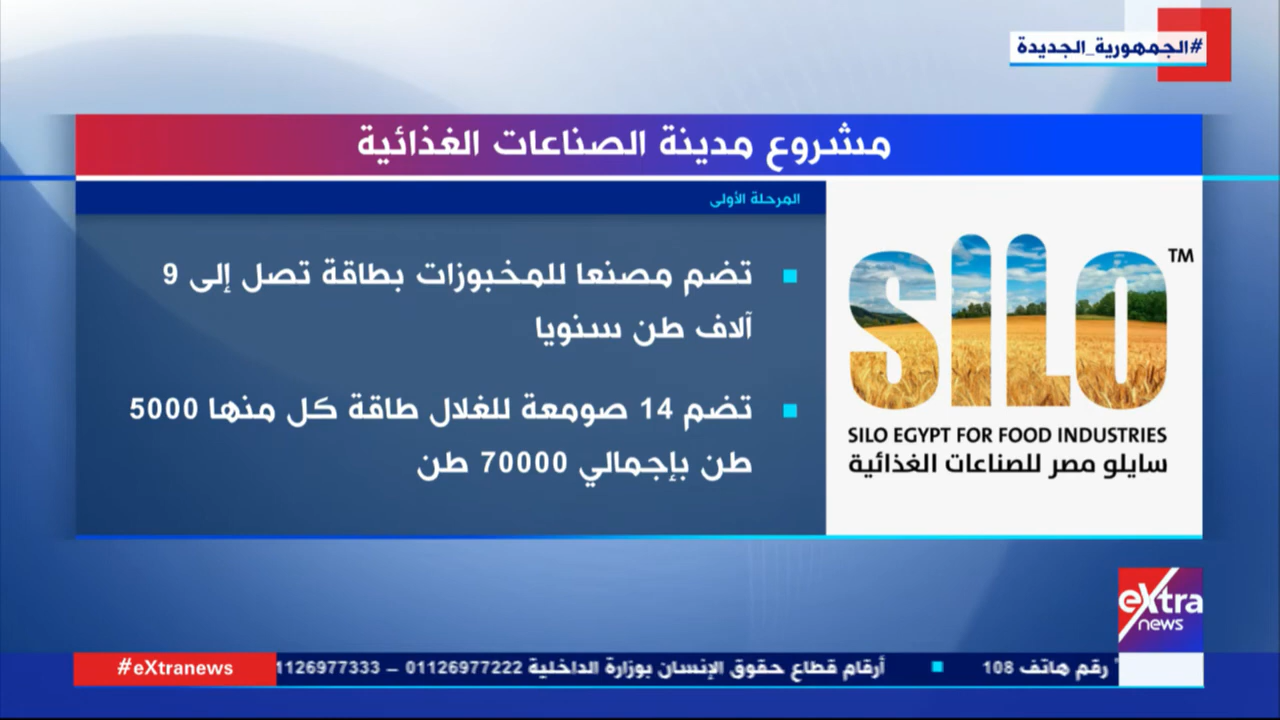 #الجمهورية_الجديدة
مشروع مدينة الصناعات الغذائية
المرحلة الأولى
تضم مصنعا للمخبوزات بطاقة تصل إلى 9
آلاف طن سنويا
تضم 14 صومعة للغلال طاقة كل منها 5000
طن بإجمالي 70000 طن
SILO TM
SILO EGYPT FOR FOOD INDUSTRIES
سايلو مصر للصناعات الغذائية
eXtra
news
رقم هاتف 108 ■ أرقام قطاع حقوق الإنسان بوزارة الداخلية 01126977222 – 1126977333
#eXtranews